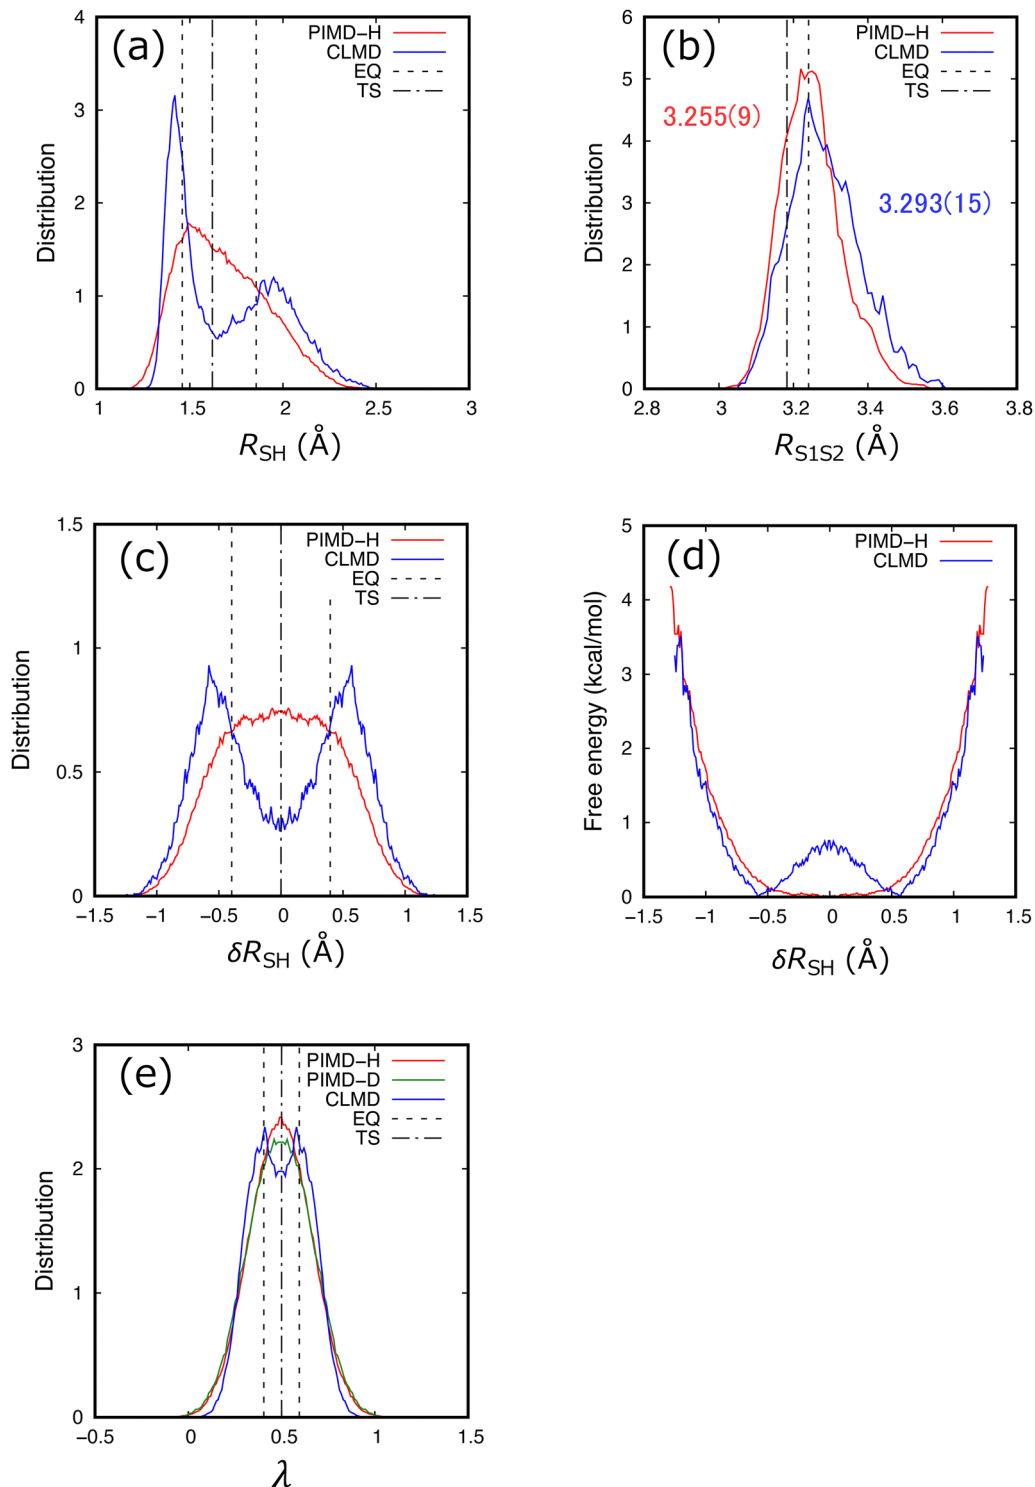 (a)
PIMD-H
CLMD
EQ
TS
4
3
2
1
0
Distribution
1
1.5
2
2.5
3
R_SH (Å)
(b)
PIMD-H
CLMD
EQ
TS
3.255(9)
3.293(15)
6
5
4
3
2
1
0
Distribution
2.8
3
3.2
3.4
3.6
3.8
R_S1S2 (Å)
(c)
PIMD-H
CLMD
EQ
TS
1.5
1
0.5
0
Distribution
−1.5
−1
−0.5
0
0.5
1
1.5
δR_SH (Å)
(d)
PIMD-H
CLMD
5
4
3
2
1
0
Free energy (kcal/mol)
−1.5
−1
−0.5
0
0.5
1
1.5
δR_SH (Å)
(e)
PIMD-H
PIMD-D
CLMD
EQ
TS
3
2
1
0
Distribution
−0.5
0
0.5
1
1.5
λ